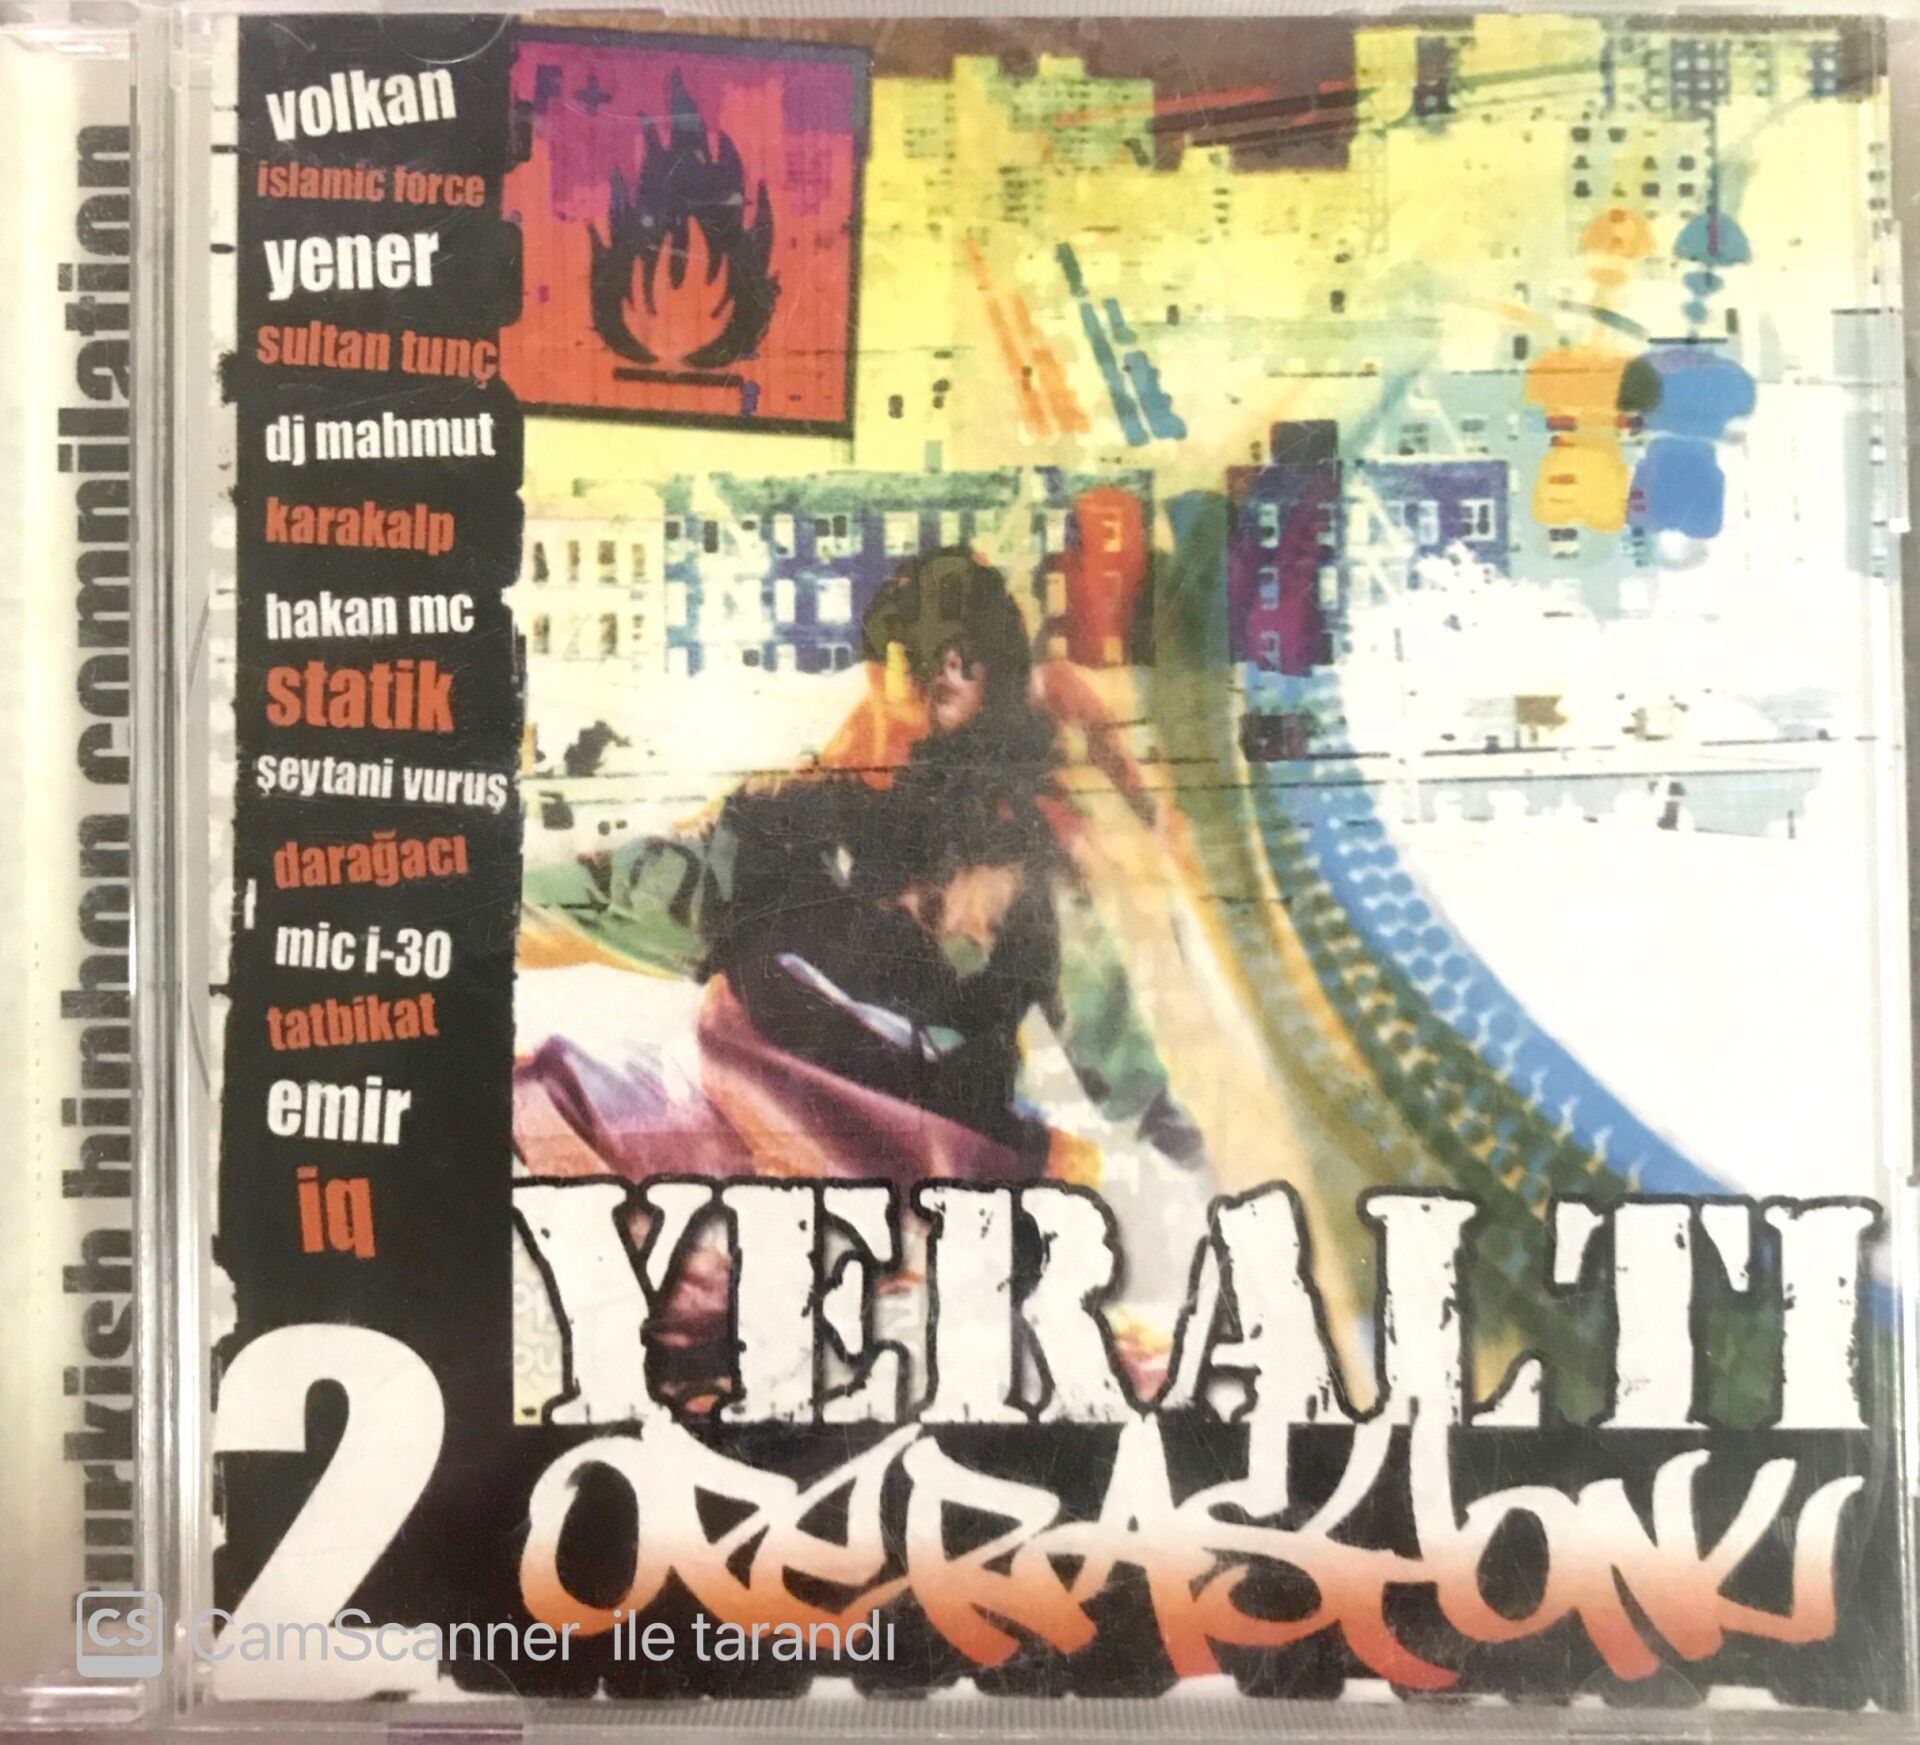 turkish hiphop compilation
volkan
islamic force
yener
sultan tunç
dj mahmut
karakalp
hakan mc
statik
şeytani vuruş
darağacı
mic i-30
tatbikat
emir
iq
2
YERALTI
OPERASYONU
CS CamScanner ile tarandı